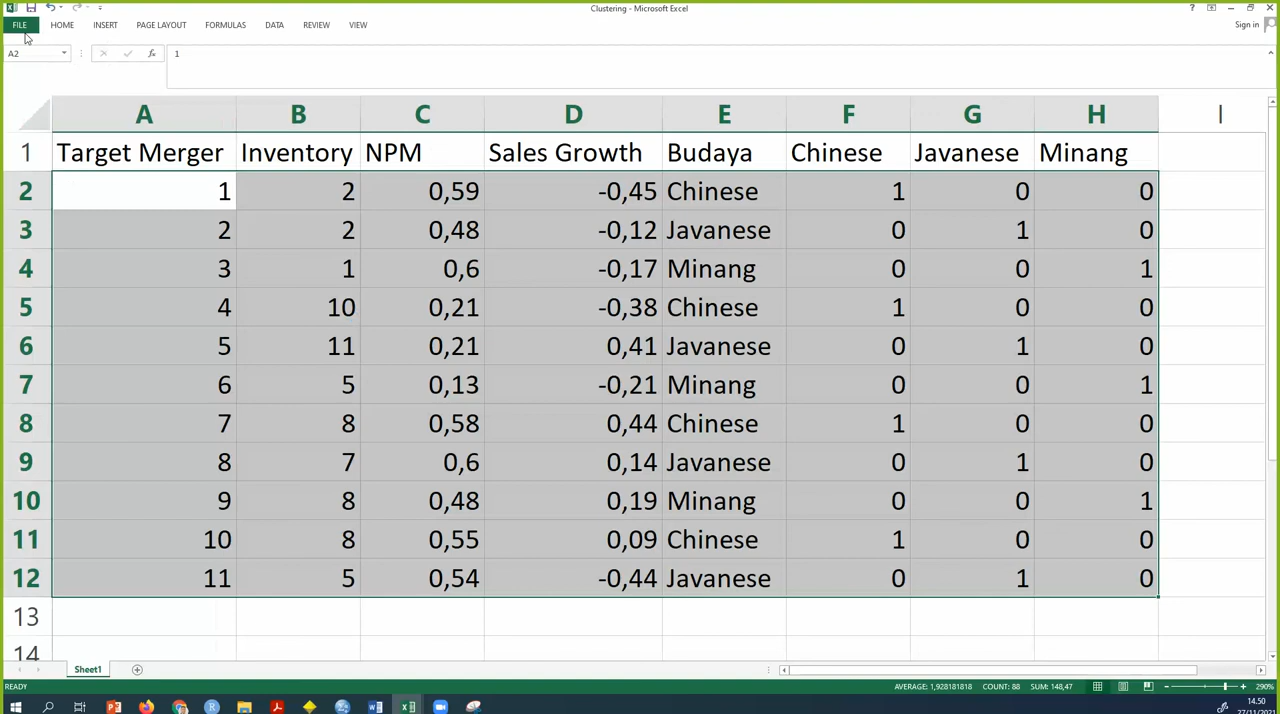 Clustering - Microsoft Excel
FILE HOME INSERT PAGE LAYOUT FORMULAS DATA REVIEW VIEW Sign in
A2 fx 1
A B C D E F G H I
1 Target Merger Inventory NPM Sales Growth Budaya Chinese Javanese Minang
2 1 2 0,59 -0,45 Chinese 1 0 0
3 2 2 0,48 -0,12 Javanese 0 1 0
4 3 1 0,6 -0,17 Minang 0 0 1
5 4 10 0,21 -0,38 Chinese 1 0 0
6 5 11 0,21 0,41 Javanese 0 1 0
7 6 5 0,13 -0,21 Minang 0 0 1
8 7 8 0,58 0,44 Chinese 1 0 0
9 8 7 0,6 0,14 Javanese 0 1 0
10 9 8 0,48 0,19 Minang 0 0 1
11 10 8 0,55 0,09 Chinese 1 0 0
12 11 5 0,54 -0,44 Javanese 0 1 0
13
14
Sheet1
READY AVERAGE: 1,928181818 COUNT: 88 SUM: 148,47 290%
14.50